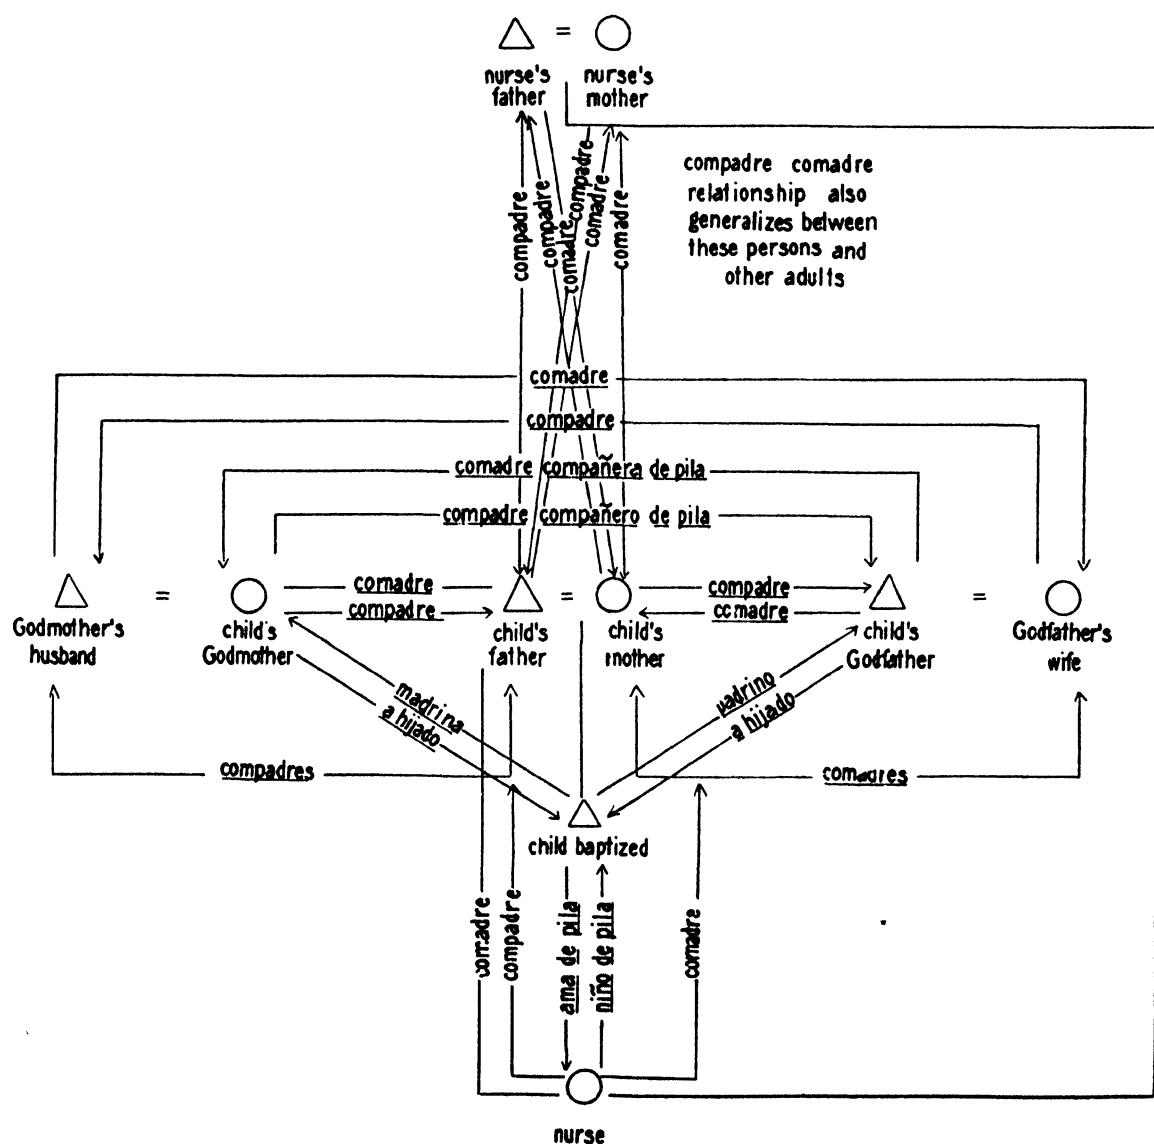 nurse's father
nurse's mother
compadre comadre
relationship also
generalizes between
these persons and
other adults
compadre
compadre
comadre
compadre
comadre
comadre
comadre
compadre
comadre compañera de pila
compadre compañero de pila
comadre
compadre
compadre
comadre
Godmother's
husband
child's
Godmother
child's
father
child's
mother
child's
Godfather
Godfather's
wife
madrina
a hijado
padrino
a hijado
compadres
comadres
child baptized
comadre
compadre
ama de pila
niño de pila
comadre
nurse